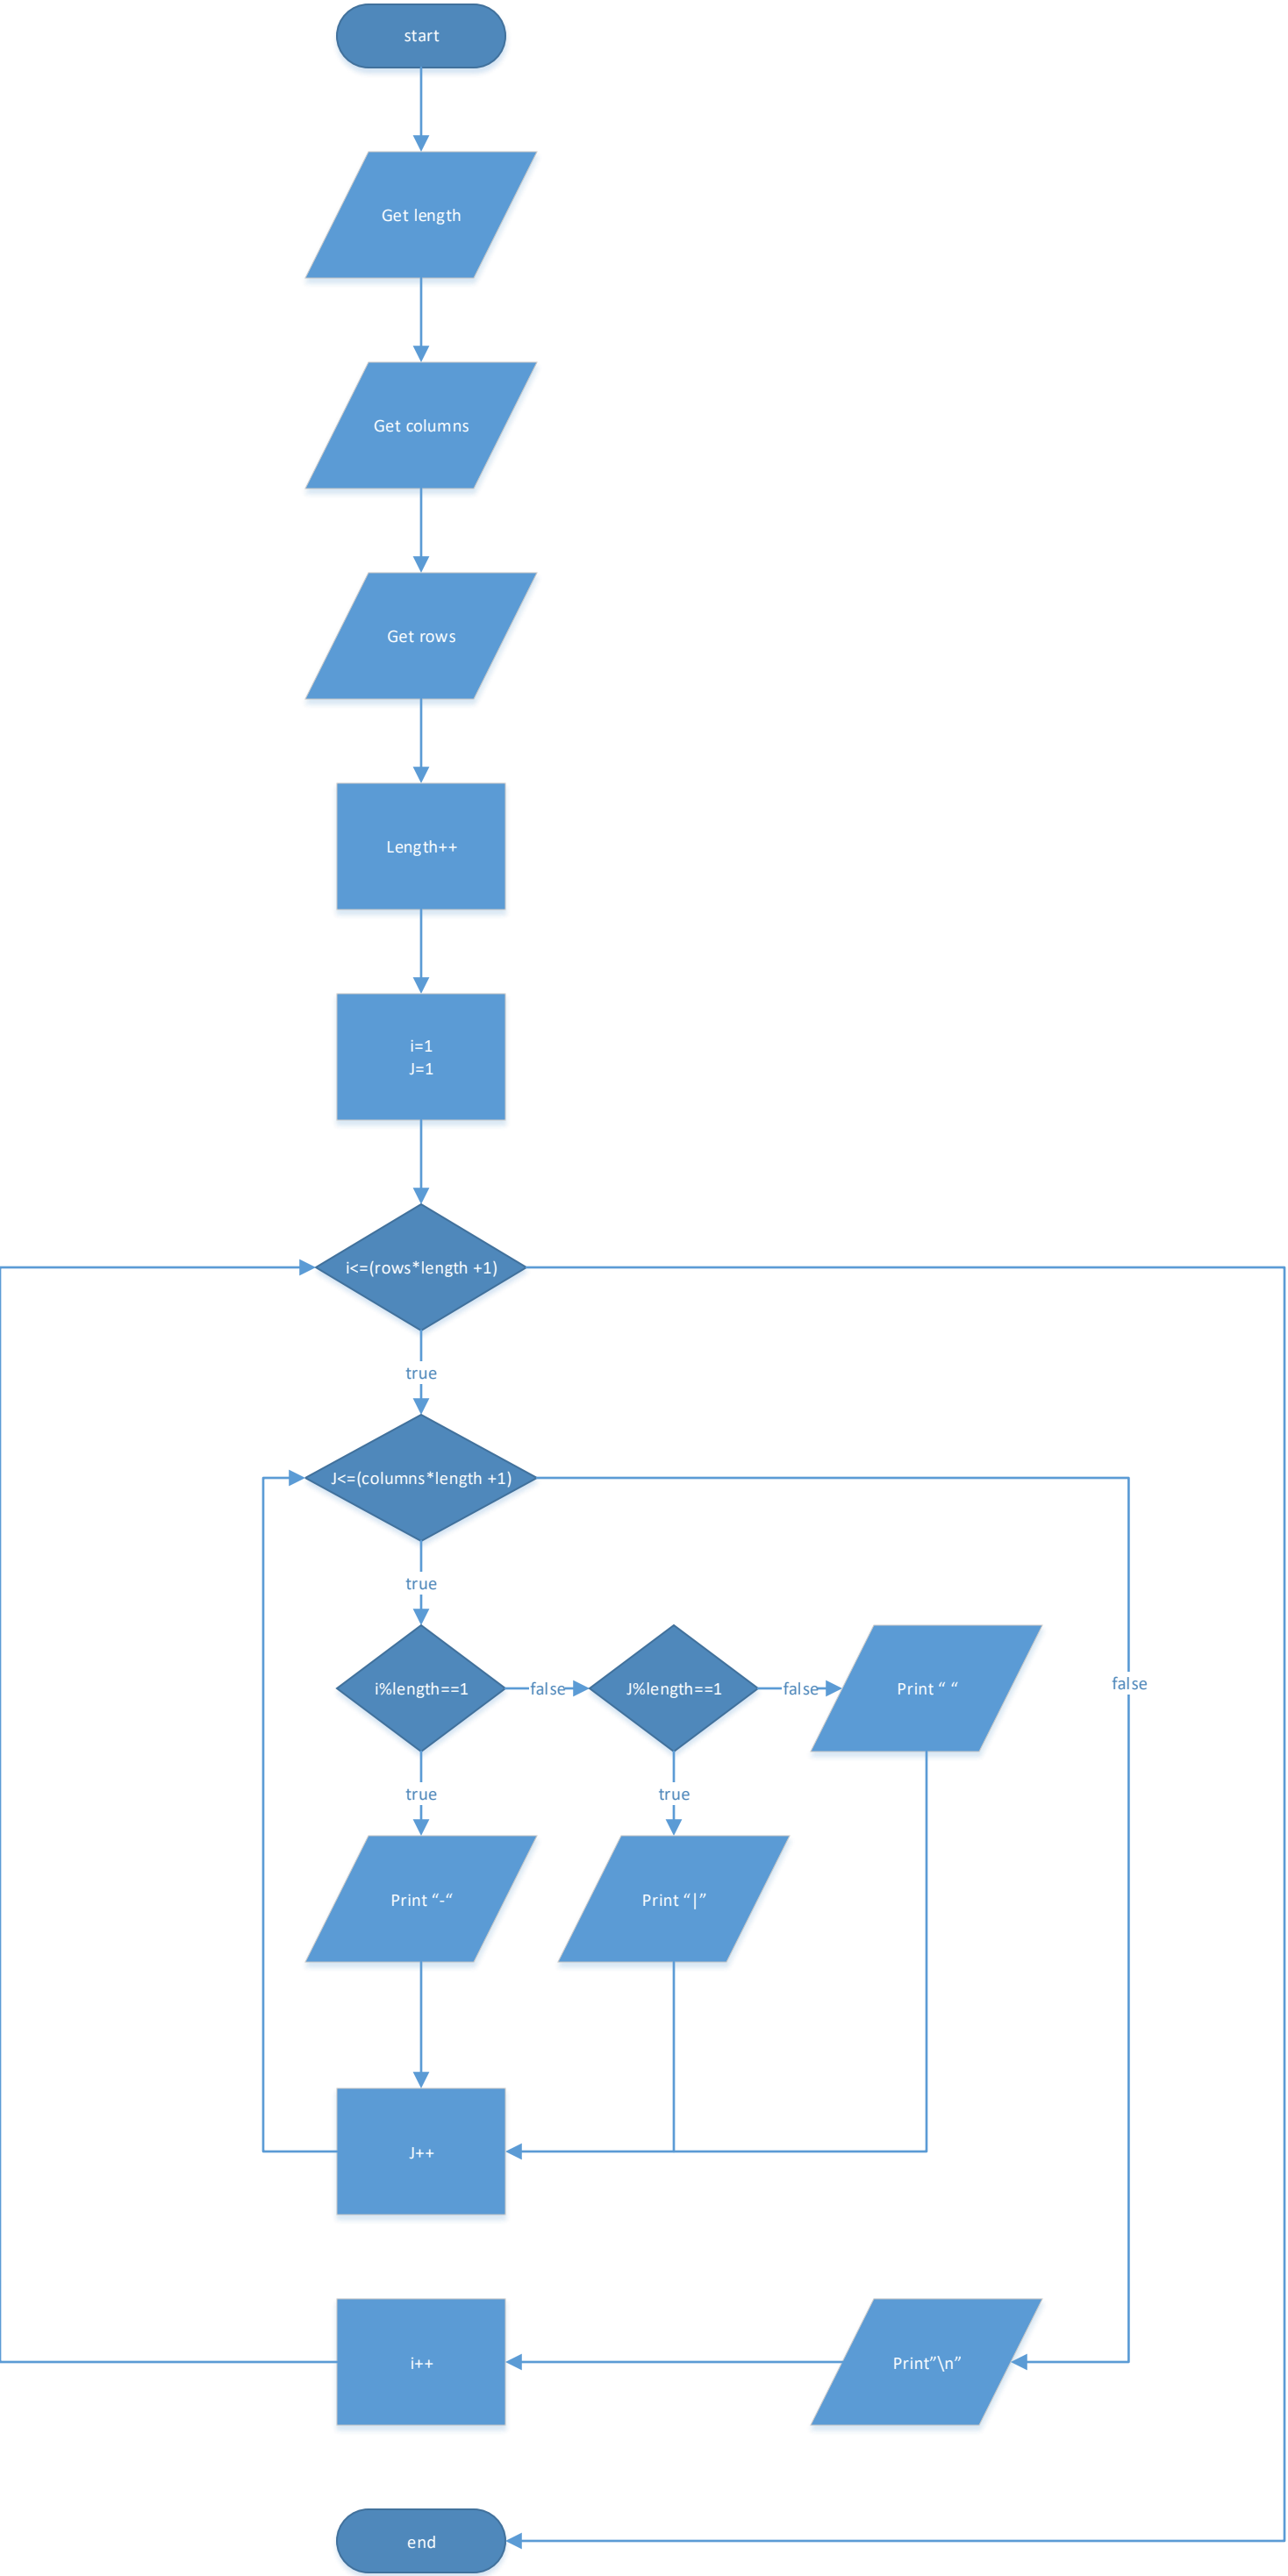 start
Get length
Get columns
Get rows
Length++
i=1
J=1
i<=(rows*length +1)
true
J<=(columns*length +1)
true
i%length==1
false
J%length==1
false
Print “ “
false
true
true
Print “-“
Print “|”
J++
i++
Print”\n”
end